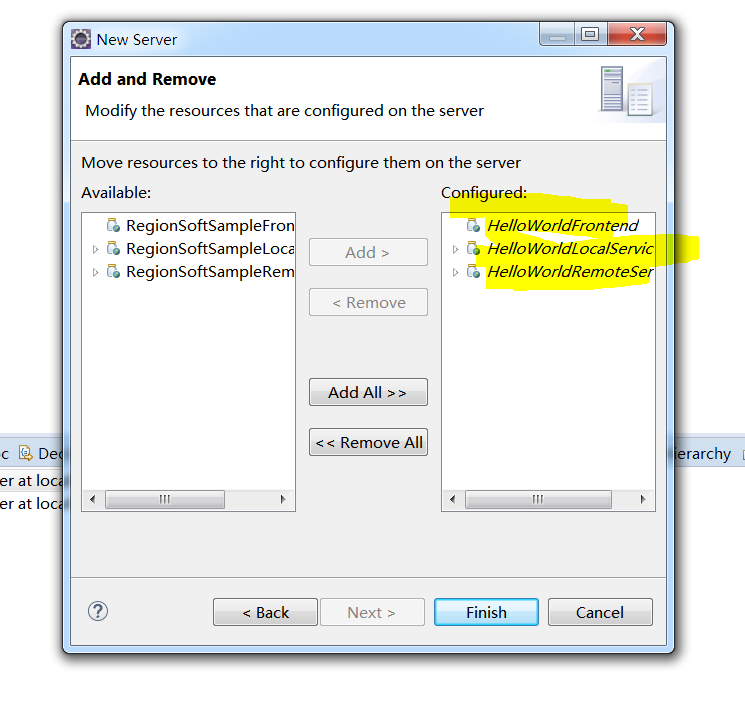 New Server
Add and Remove
Modify the resources that are configured on the server
Move resources to the right to configure them on the server
Available:
Configured:
RegionSoftSampleFron
RegionSoftSampleLoca
RegionSoftSampleRem
Add >
< Remove
Add All >>
<< Remove All
HelloWorldFrontend
HelloWorldLocalServic
HelloWorldRemoteSer
oc
Dec
ierarchy
er at loca
er at loca
?
< Back
Next >
Finish
Cancel